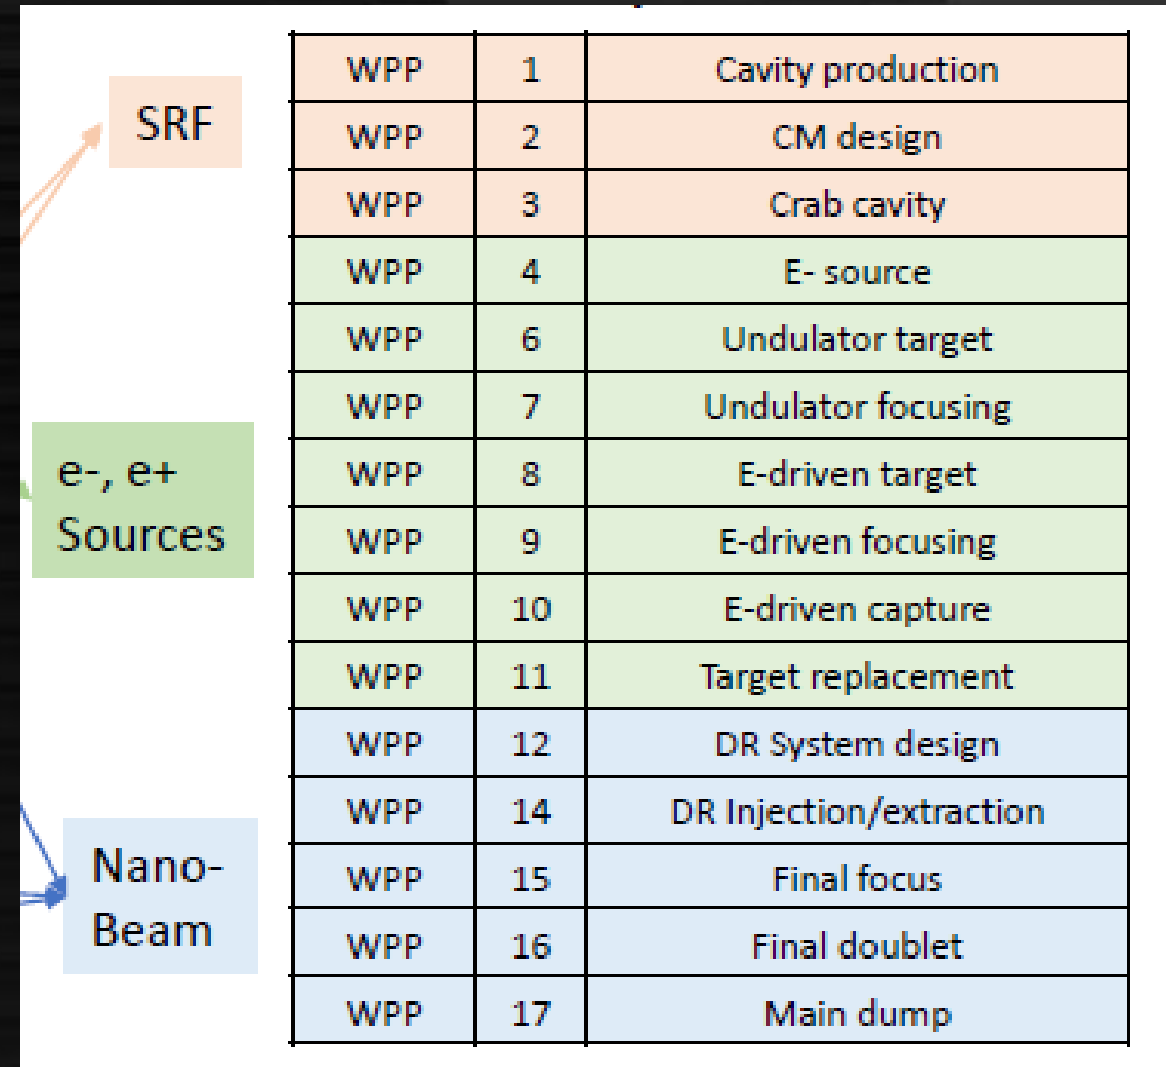 SRF
e-, e+
Sources
Nano-
Beam
WPP 1 Cavity production
WPP 2 CM design
WPP 3 Crab cavity
WPP 4 E- source
WPP 6 Undulator target
WPP 7 Undulator focusing
WPP 8 E-driven target
WPP 9 E-driven focusing
WPP 10 E-driven capture
WPP 11 Target replacement
WPP 12 DR System design
WPP 14 DR Injection/extraction
WPP 15 Final focus
WPP 16 Final doublet
WPP 17 Main dump